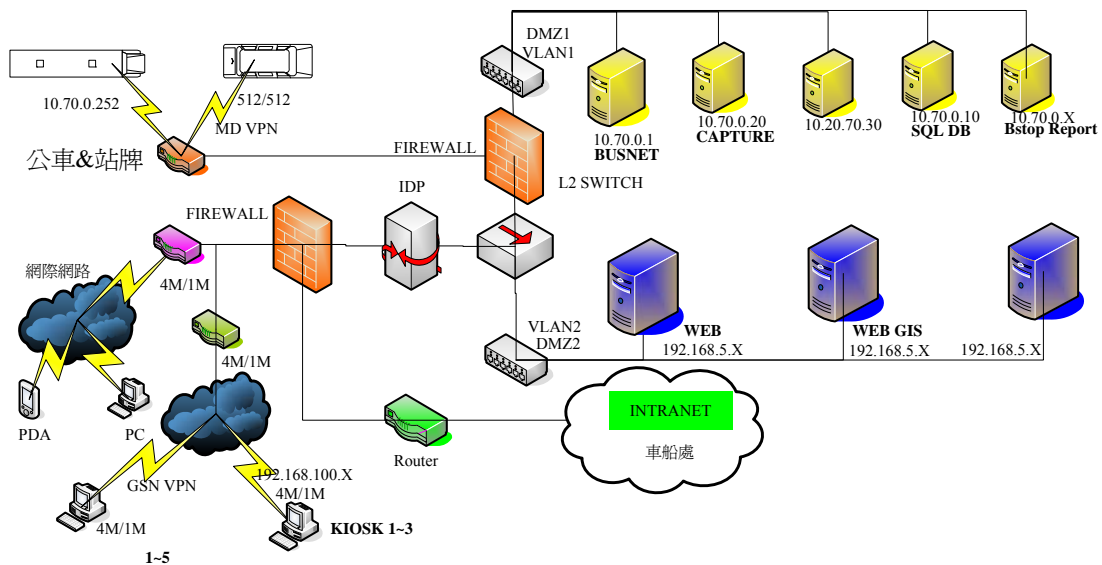 DMZ1
VLAN1
10.70.0.252
512/512
MD VPN
公車&站牌
FIREWALL
L2 SWITCH
10.70.0.1
BUSNET
10.70.0.20
CAPTURE
10.20.70.30
10.70.0.10
SQL DB
10.70.0.X
Bstop Report
FIREWALL
IDP
網際網路
4M/1M
4M/1M
PDA
PC
VLAN2
DMZ2
WEB
192.168.5.X
WEB GIS
192.168.5.X
192.168.5.X
INTRANET
車船處
Router
192.168.100.X
GSN VPN
4M/1M
4M/1M
KIOSK 1~3
1~5